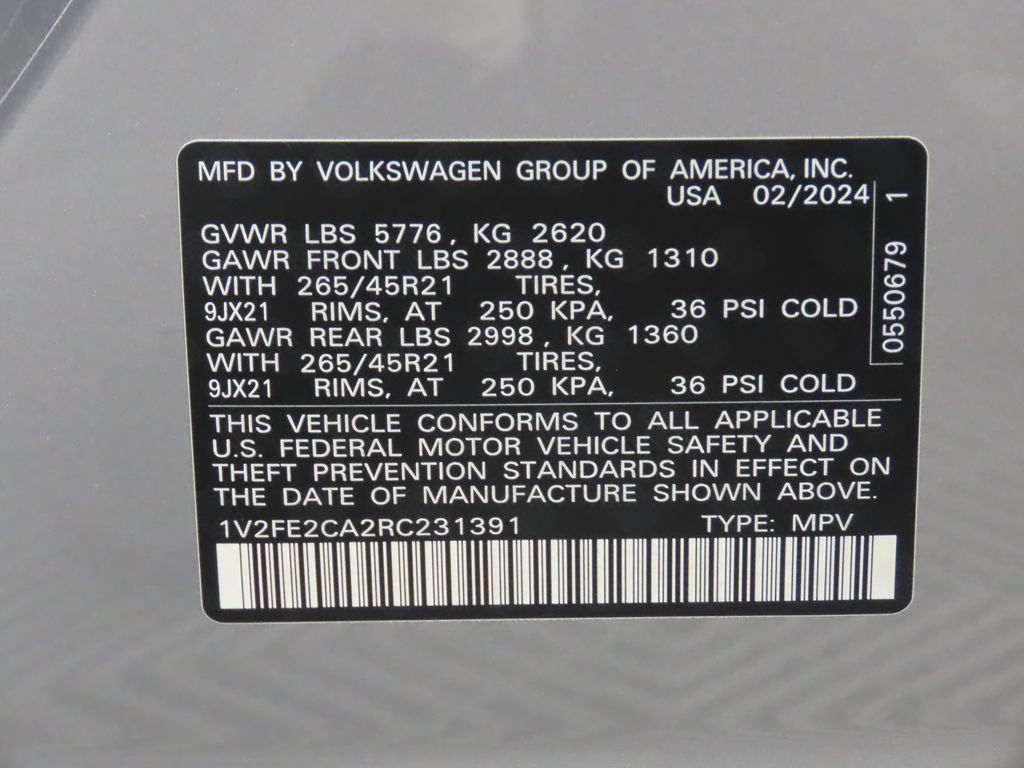 MFD BY VOLKSWAGEN GROUP OF AMERICA, INC.
USA 02/2024
GVWR LBS 5776, KG 2620
GAWR FRONT LBS 2888, KG 1310
WITH 265/45R21 TIRES,
9JX21 RIMS, AT 250 KPA, 36 PSI COLD
GAWR REAR LBS 2998, KG 1360
WITH 265/45R21 TIRES,
9JX21 RIMS, AT 250 KPA, 36 PSI COLD
0550679 1
THIS VEHICLE CONFORMS TO ALL APPLICABLE
U.S. FEDERAL MOTOR VEHICLE SAFETY AND
THEFT PREVENTION STANDARDS IN EFFECT ON
THE DATE OF MANUFACTURE SHOWN ABOVE.
1V2FE2CA2RC231391 TYPE: MPV